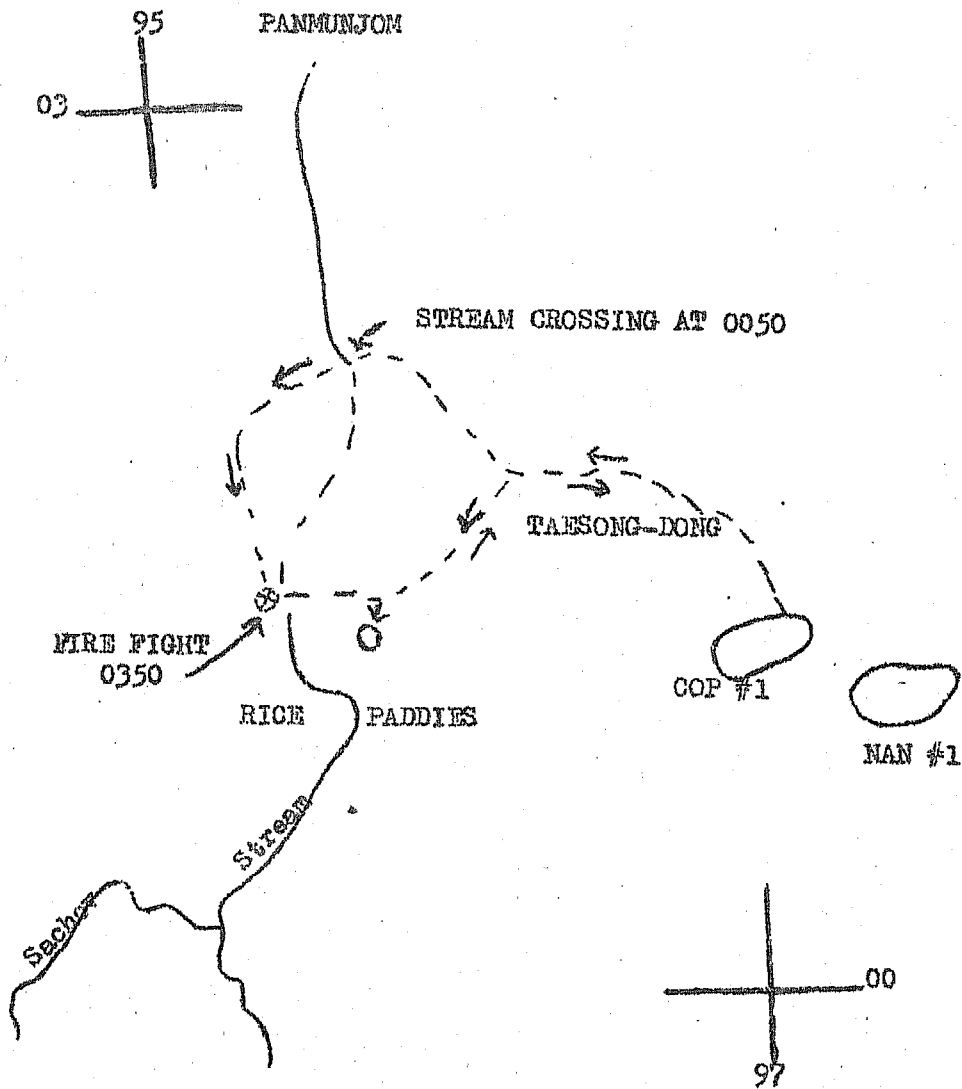 95
PANMUNJOM
03
STREAM CROSSING AT 0050
TAESONG-DONG
FIRE FIGHT
0350
COP #1
RICE PADDIES
NAN #1
Stream
Sachon
00
97